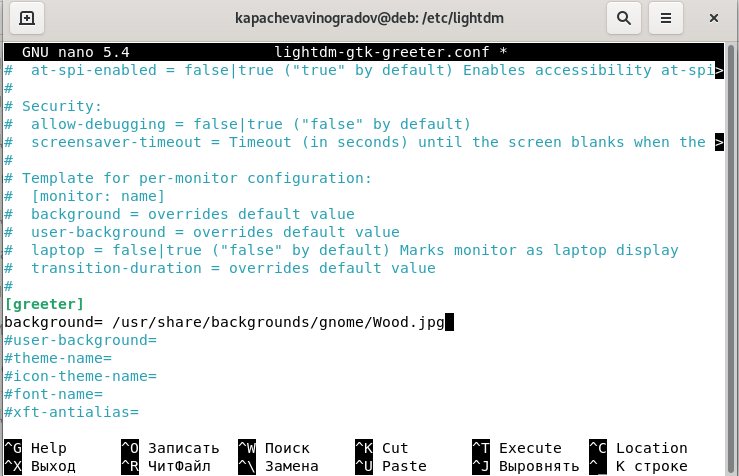 kapachevavinogradov@deb: /etc/lightdm
GNU nano 5.4 lightdm-gtk-greeter.conf *
#  at-spi-enabled = false|true ("true" by default) Enables accessibility at-spi>
#
# Security:
#  allow-debugging = false|true ("false" by default)
#  screensaver-timeout = Timeout (in seconds) until the screen blanks when the >
#
# Template for per-monitor configuration:
#  [monitor: name]
#  background = overrides default value
#  user-background = overrides default value
#  laptop = false|true ("false" by default) Marks monitor as laptop display
#  transition-duration = overrides default value
#
[greeter]
background= /usr/share/backgrounds/gnome/Wood.jpg
#user-background=
#theme-name=
#icon-theme-name=
#font-name=
#xft-antialias=
^G Help ^O Записать ^W Поиск ^K Cut ^T Execute ^C Location
^X Выход ^R ЧитФайл ^\ Замена ^U Paste ^J Выровнять ^_ К строке